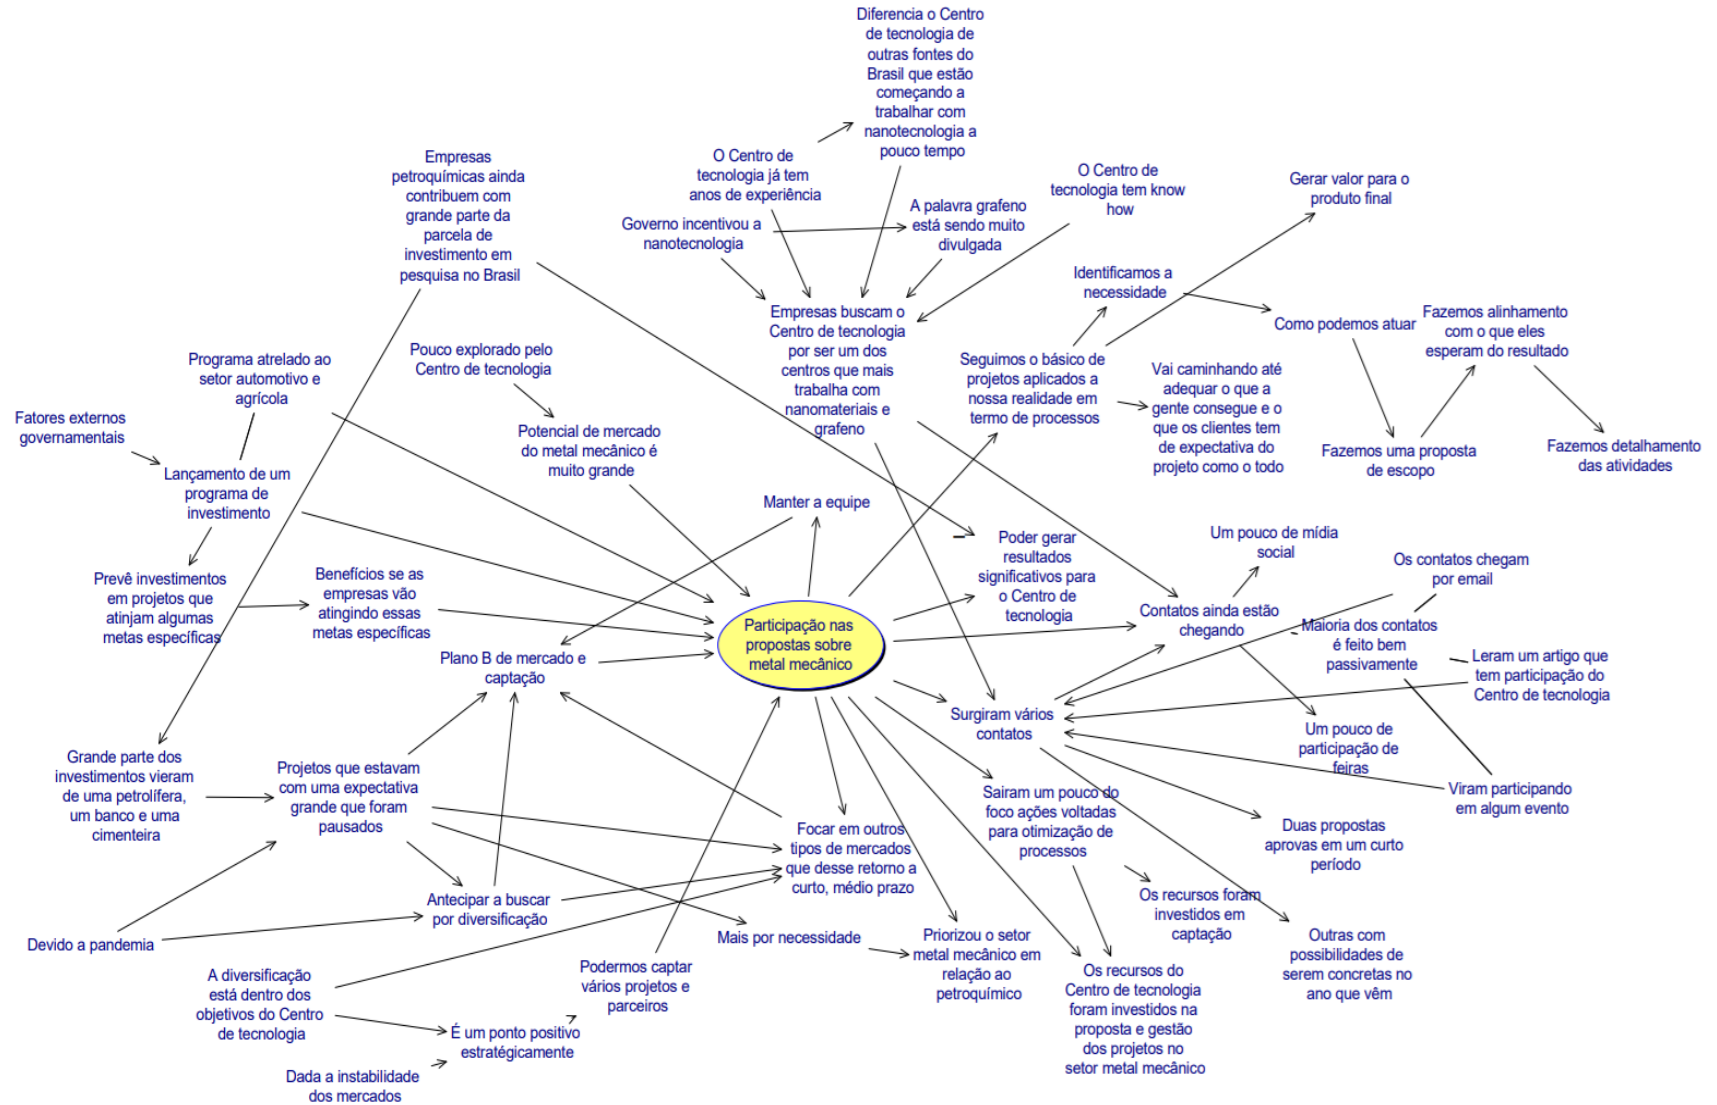 Diferencia o Centro
de tecnologia de
outras fontes do
Brasil que estão
começando a
trabalhar com
nanotecnologia a
pouco tempo
Empresas
petroquímicas ainda
contribuem com
grande parte da
parcela de
investimento em
pesquisa no Brasil
O Centro de
tecnologia já tem
anos de experiência
Governo incentivou a
nanotecnologia
A palavra grafeno
está sendo muito
divulgada
O Centro de
tecnologia tem know
how
Gerar valor para o
produto final
Identificamos a
necessidade
Como podemos atuar
Fazemos alinhamento
com o que eles
esperam do resultado
Empresas buscam o
Centro de tecnologia
por ser um dos
centros que mais
trabalha com
nanomateriais e
grafeno
Seguimos o básico de
projetos aplicados a
nossa realidade em
termo de processos
Vai caminhando até
adequar o que a
gente consegue e o
que os clientes tem
de expectativa do
projeto como o todo
Fazemos uma proposta
de escopo
Fazemos detalhamento
das atividades
Programa atrelado ao
setor automotivo e
agrícola
Pouco explorado pelo
Centro de tecnologia
Fatores externos
governamentais
Lançamento de um
programa de
investimento
Potencial de mercado
do metal mecânico é
muito grande
Manter a equipe
Prevê investimentos
em projetos que
atinjam algumas
metas específicas
Benefícios se as
empresas vão
atingindo essas
metas específicas
Plano B de mercado e
captação
Participação nas
propostas sobre
metal mecânico
Poder gerar
resultados
significativos para
o Centro de
tecnologia
Um pouco de mídia
social
Os contatos chegam
por email
Contatos ainda estão
chegando
Maioria dos contatos
é feito bem
passivamente
Leram um artigo que
tem participação do
Centro de tecnologia
Surgiram vários
contatos
Um pouco de
participação de
feiras
Viram participando
em algum evento
Grande parte dos
investimentos vieram
de uma petrolífera,
um banco e uma
cimenteira
Projetos que estavam
com uma expectativa
grande que foram
pausados
Focar em outros
tipos de mercados
que desse retorno a
curto, médio prazo
Sairam um pouco do
foco ações voltadas
para otimização de
processos
Duas propostas
aprovas em um curto
período
Antecipar a buscar
por diversificação
Os recursos foram
investidos em
captação
Devido a pandemia
Mais por necessidade
Priorizou o setor
metal mecânico em
relação ao
petroquímico
Outras com
possibilidades de
serem concretas no
ano que vêm
A diversificação
está dentro dos
objetivos do Centro
de tecnologia
Podermos captar
vários projetos e
parceiros
Os recursos do
Centro de tecnologia
foram investidos na
proposta e gestão
dos projetos no
setor metal mecânico
É um ponto positivo
estratégicamente
Dada a instabilidade
dos mercados